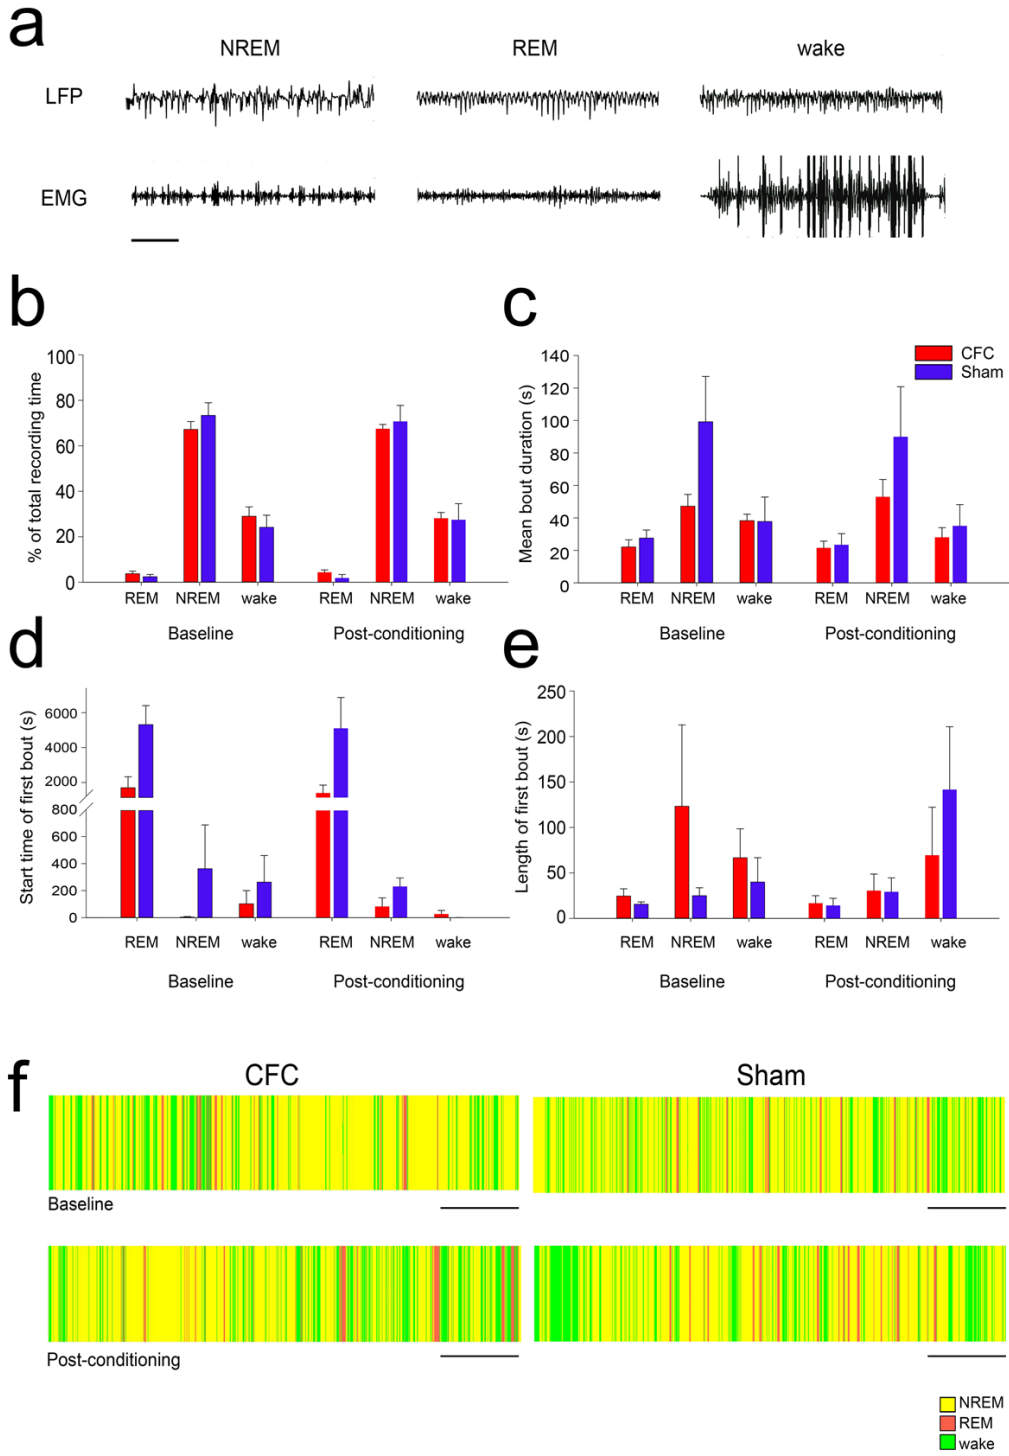 a
NREM REM wake
LFP
EMG
b
% of total recording time
100
80
60
40
20
0
REM NREM wake REM NREM wake
Baseline Post-conditioning
c
Mean bout duration (s)
140
120
100
80
60
40
20
0
CFC
Sham
REM NREM wake REM NREM wake
Baseline Post-conditioning
d
Start time of first bout (s)
6000
4000
2000
800
600
400
200
0
REM NREM wake REM NREM wake
Baseline Post-conditioning
e
Length of first bout (s)
250
200
150
100
50
0
REM NREM wake REM NREM wake
Baseline Post-conditioning
f
CFC Sham
Baseline
Post-conditioning
NREM
REM
wake